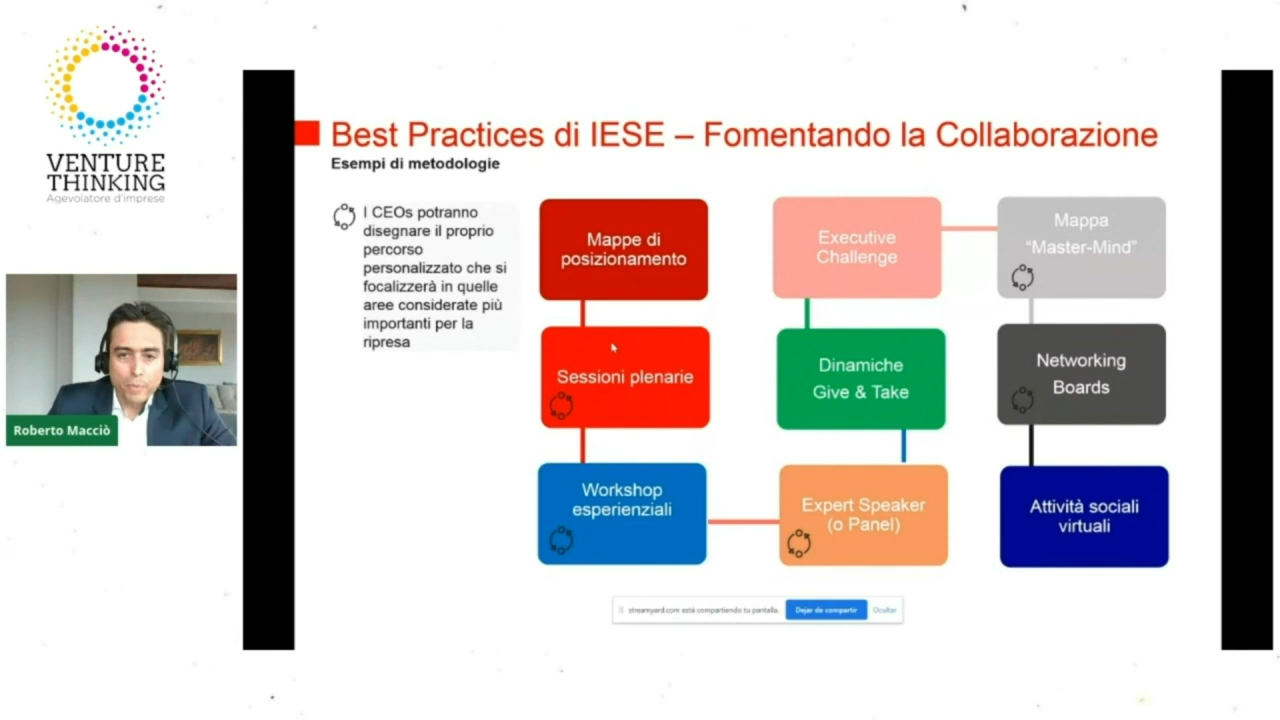 VENTURE
THINKING
Agevolatore d'imprese
Roberto Macciò
Best Practices di IESE – Fomentando la Collaborazione
Esempi di metodologie
I CEOs potranno
disegnare il proprio
percorso
personalizzato che si
focalizzerà in quelle
aree considerate più
importanti per la
ripresa
Mappe di
posizionamento
Sessioni plenarie
Workshop
esperienziali
Executive
Challenge
Dinamiche
Give & Take
Expert Speaker
(o Panel)
Mappa
“Master-Mind”
Networking
Boards
Attività sociali
virtuali
streamyard.com está compartiendo tu pantalla.
Dejar de compartir
Ocultar